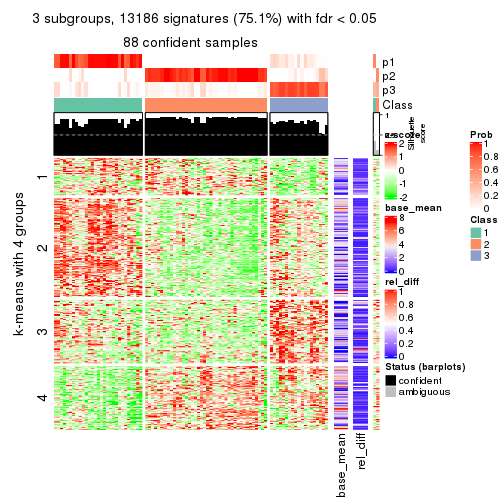 3 subgroups, 13186 signatures (75.1%) with fdr < 0.05
88 confident samples
p1
p2
p3
Class
1
Silhouette
score
k-means with 4 groups
1
2
3
4
base_mean
rel_diff
z-score
2
1
0
-1
-2
base_mean
8
6
4
2
0
rel_diff
1
0.8
0.6
0.4
0.2
0
Status (barplots)
confident
ambiguous
Prob
1
0.8
0.6
0.4
0.2
0
Class
1
2
3